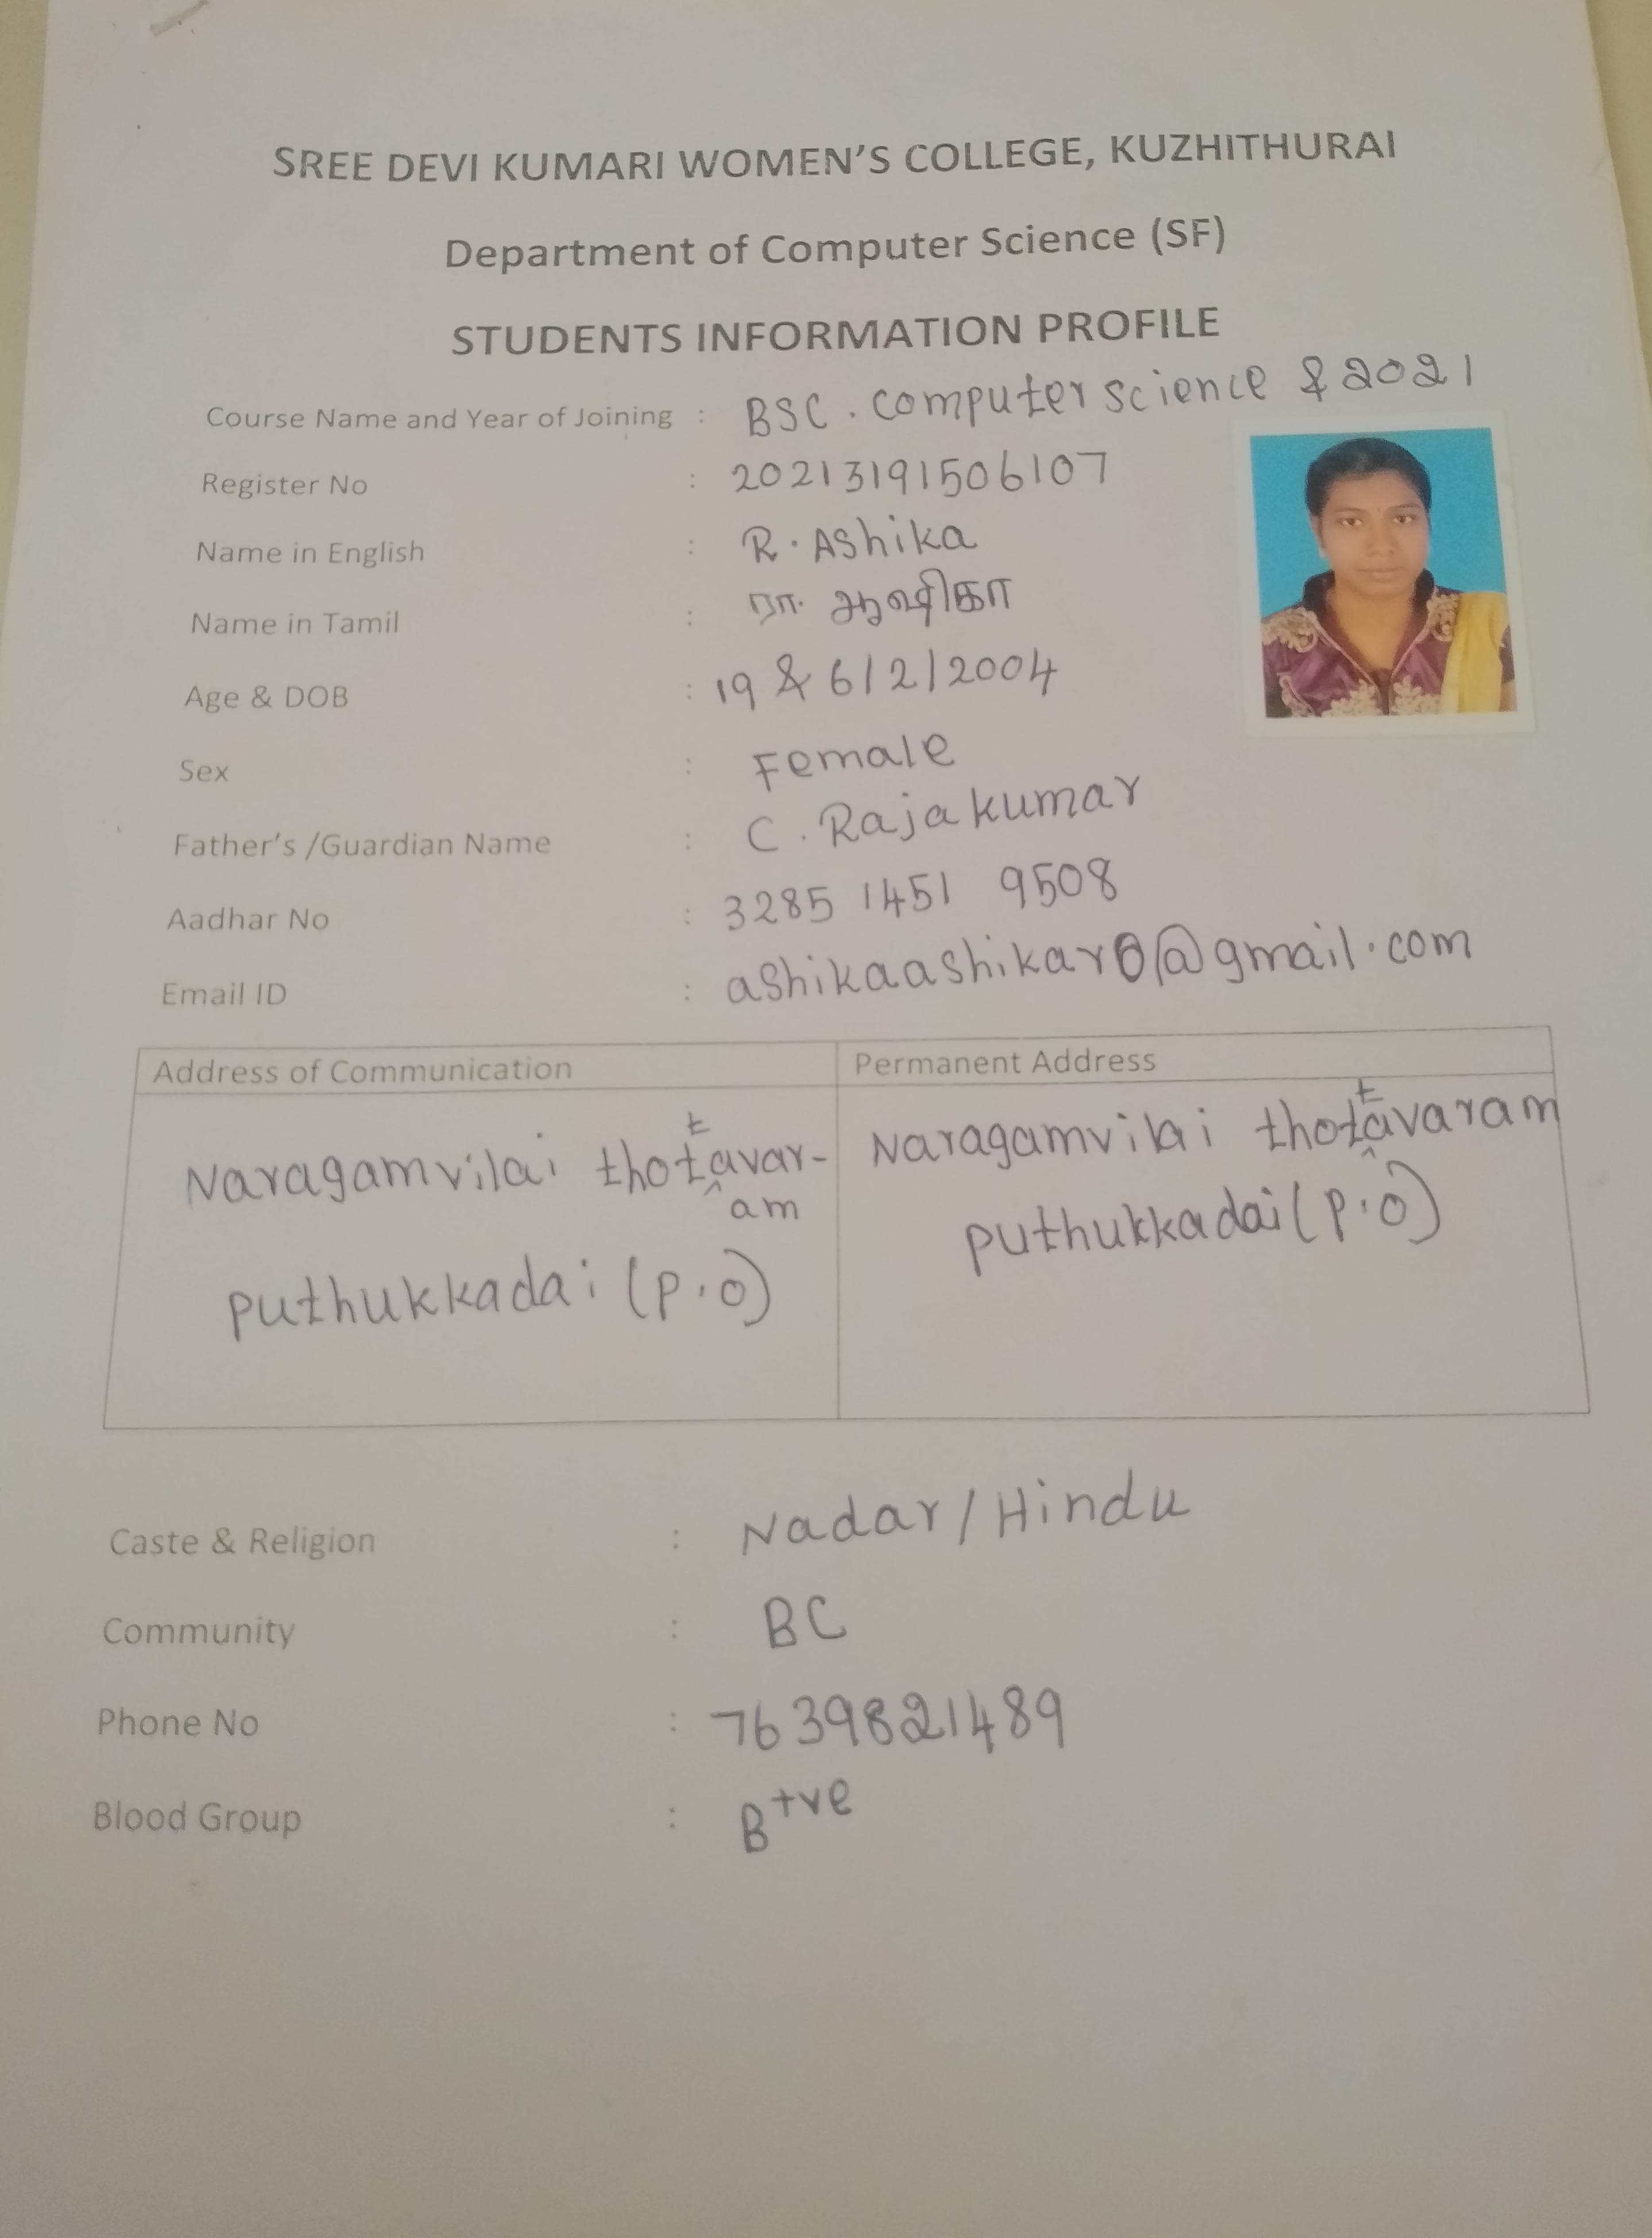 SREE DEVI KUMARI WOMEN'S COLLEGE, KUZHITHURAI
Department of Computer Science (SF)
STUDENTS INFORMATION PROFILE
Course Name and Year of Joining : BSC. Computer science & 2021
Register No : 20213191506107
Name in English : R. Ashika
Name in Tamil : ரா. ஆஷிகா
Age & DOB : 19 & 6/2/2004
Sex : Female
Father's /Guardian Name : C. Rajakumar
Aadhar No : 3285 1451 9508
Email ID : ashikaashikar0@gmail.com
Address of Communication
Naragamvilai thottavar-
am
puthukkadai (p.o)
Permanent Address
Naragamvilai thottavaram
puthukkadai (p.o)
Caste & Religion : Nadar/Hindu
Community : BC
Phone No : 7639821489
Blood Group : B+ve